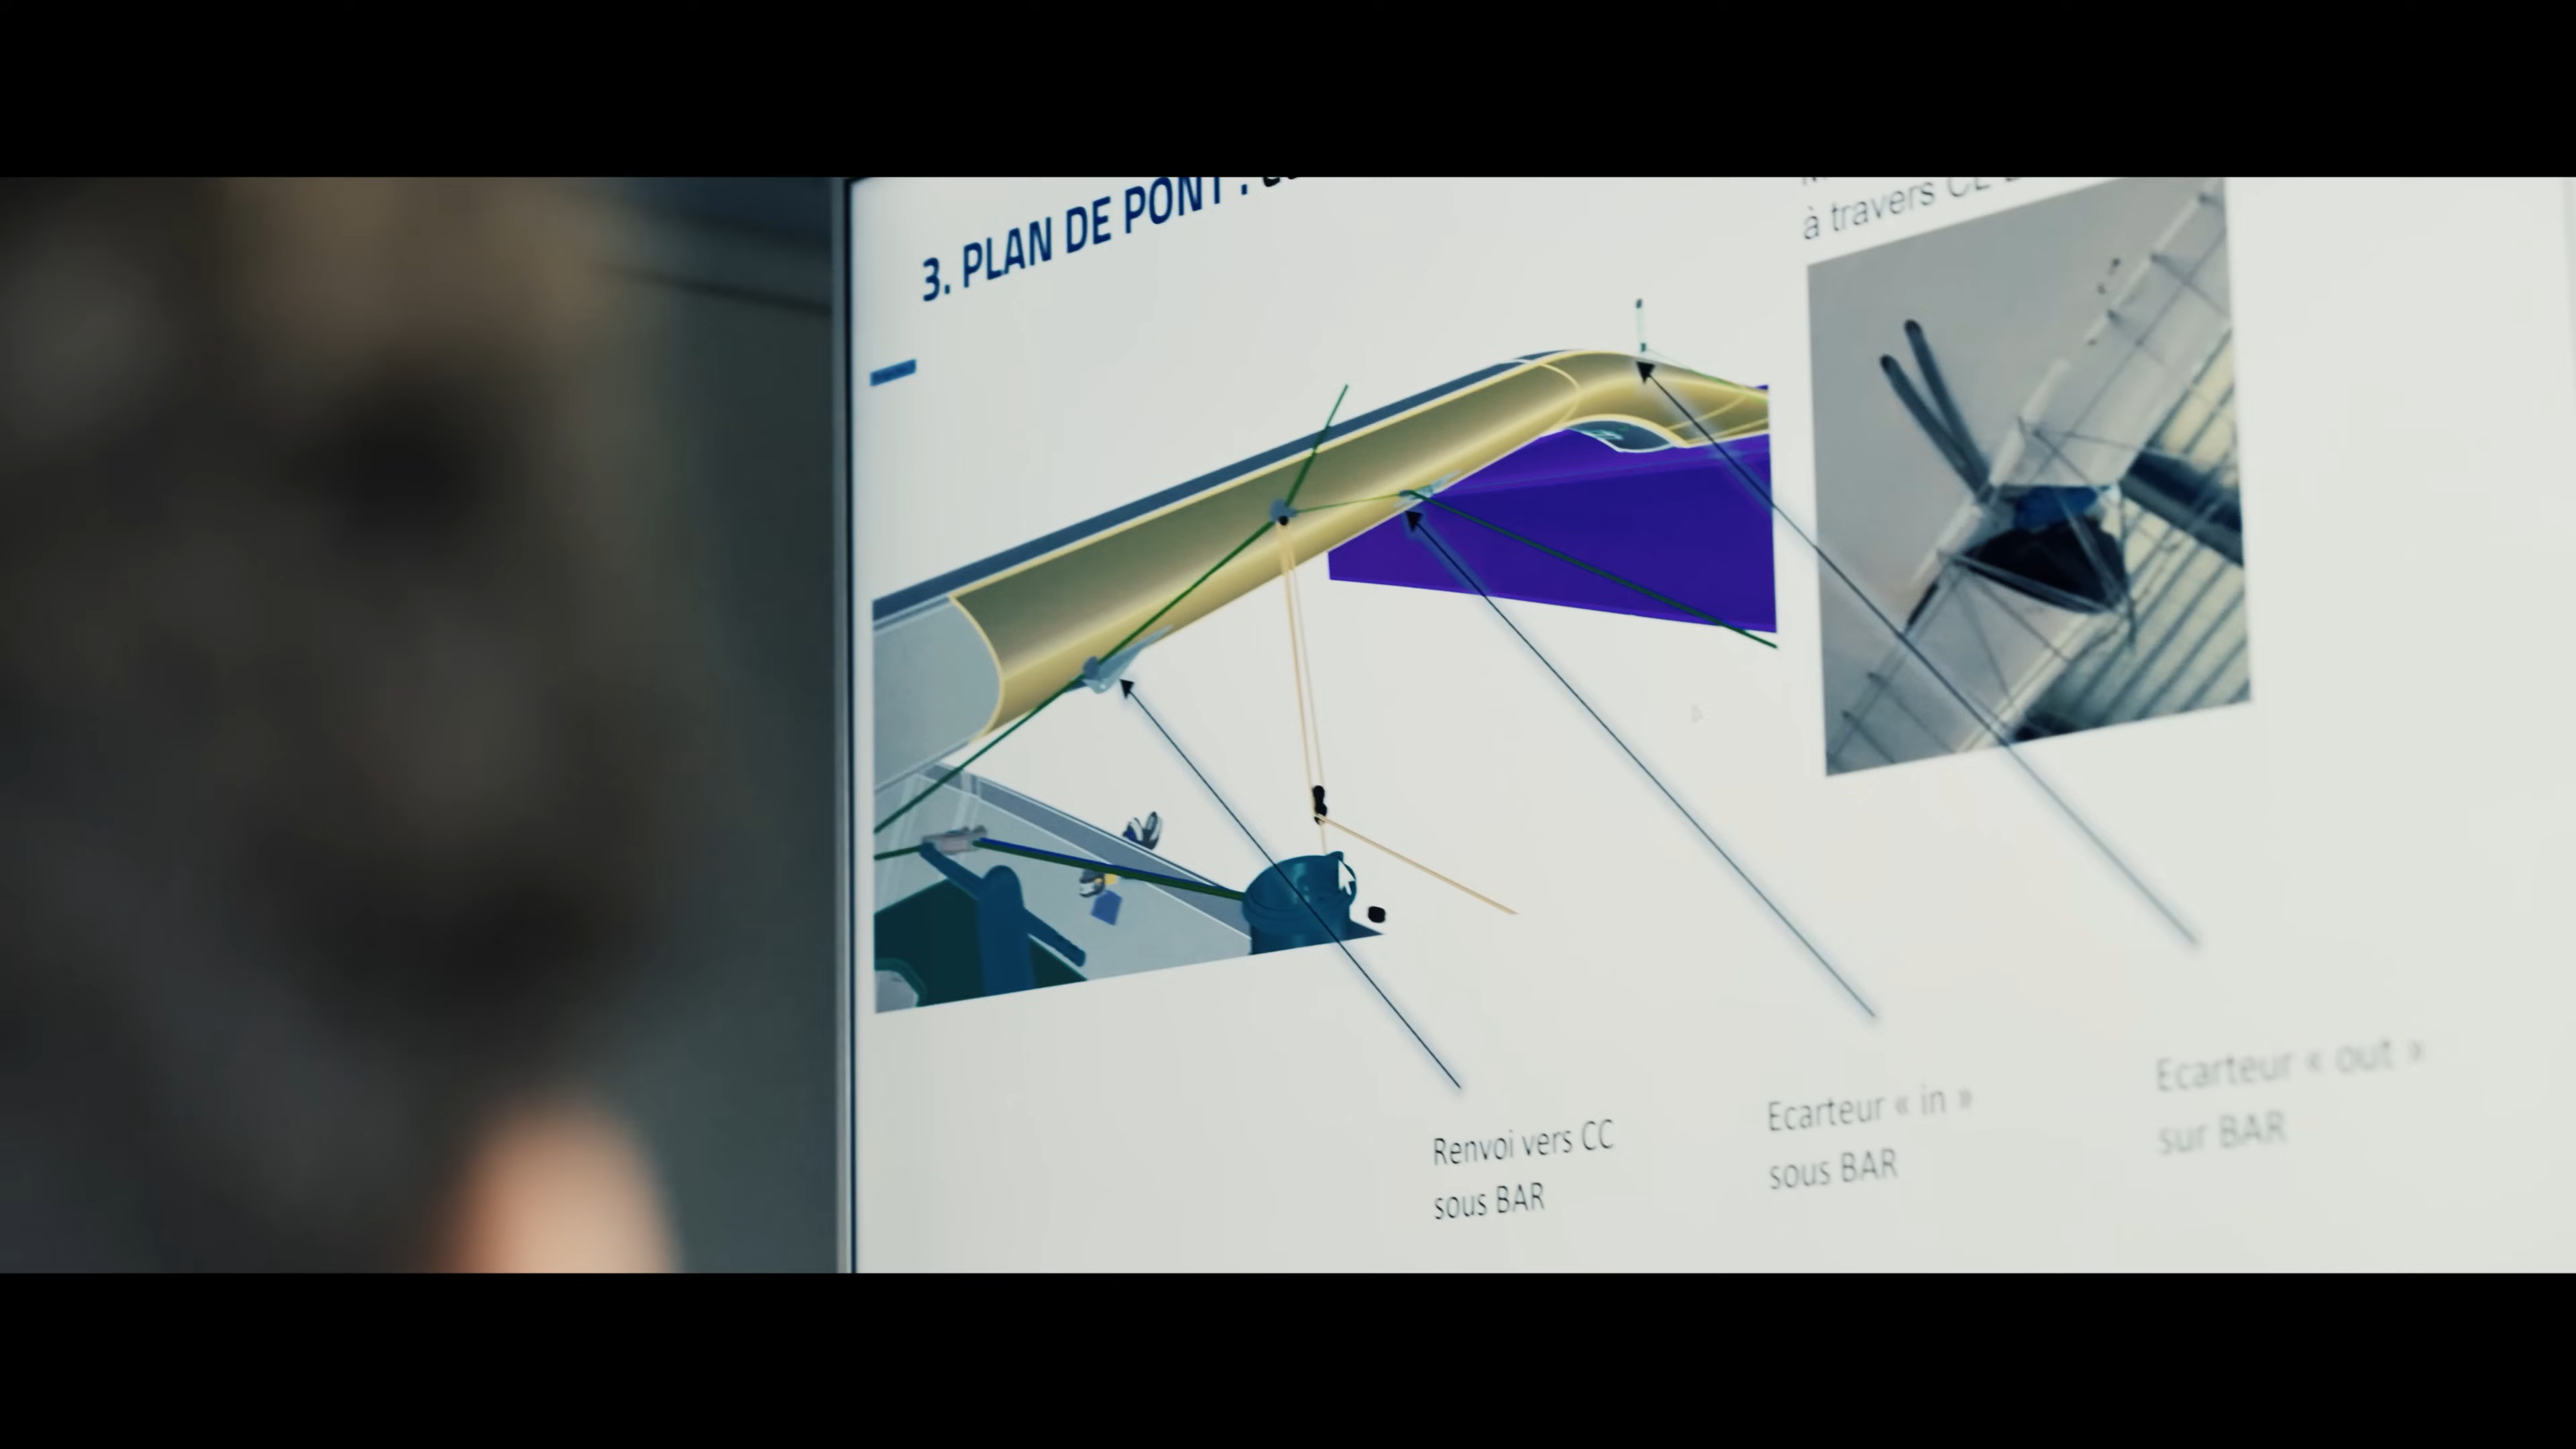 3. PLAN DE PONT :
à travers
Renvoi vers CC
sous BAR
Ecarteur « in »
sous BAR
Ecarteur « out »
sur BAR